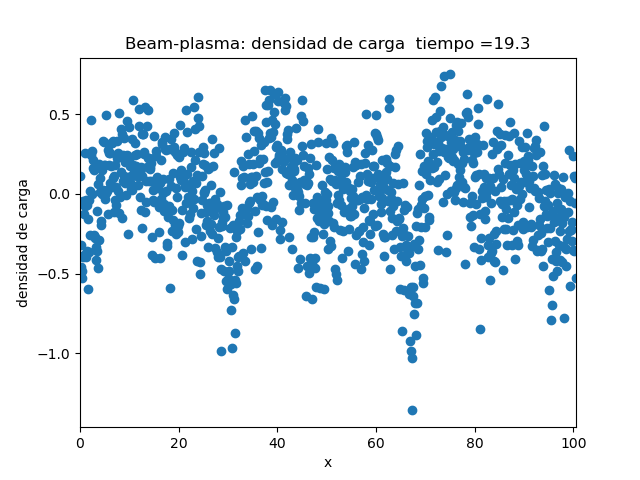 Beam-plasma: densidad de carga  tiempo =19.3
densidad de carga
0.5
0.0
−0.5
−1.0
0 20 40 60 80 100
x